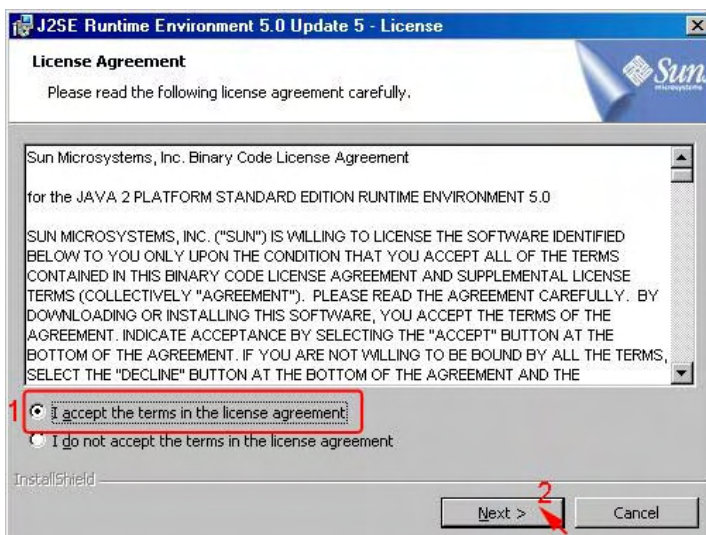 J2SE Runtime Environment 5.0 Update 5 - License
License Agreement
Please read the following license agreement carefully.
Sun
microsystems
Sun Microsystems, Inc. Binary Code License Agreement
for the JAVA 2 PLATFORM STANDARD EDITION RUNTIME ENVIRONMENT 5.0
SUN MICROSYSTEMS, INC. ("SUN") IS WILLING TO LICENSE THE SOFTWARE IDENTIFIED
BELOW TO YOU ONLY UPON THE CONDITION THAT YOU ACCEPT ALL OF THE TERMS
CONTAINED IN THIS BINARY CODE LICENSE AGREEMENT AND SUPPLEMENTAL LICENSE
TERMS (COLLECTIVELY "AGREEMENT"). PLEASE READ THE AGREEMENT CAREFULLY. BY
DOWNLOADING OR INSTALLING THIS SOFTWARE, YOU ACCEPT THE TERMS OF THE
AGREEMENT. INDICATE ACCEPTANCE BY SELECTING THE "ACCEPT" BUTTON AT THE
BOTTOM OF THE AGREEMENT. IF YOU ARE NOT WILLING TO BE BOUND BY ALL THE TERMS,
SELECT THE "DECLINE" BUTTON AT THE BOTTOM OF THE AGREEMENT AND THE
1 I accept the terms in the license agreement
I do not accept the terms in the license agreement
InstallShield
2
Next > Cancel